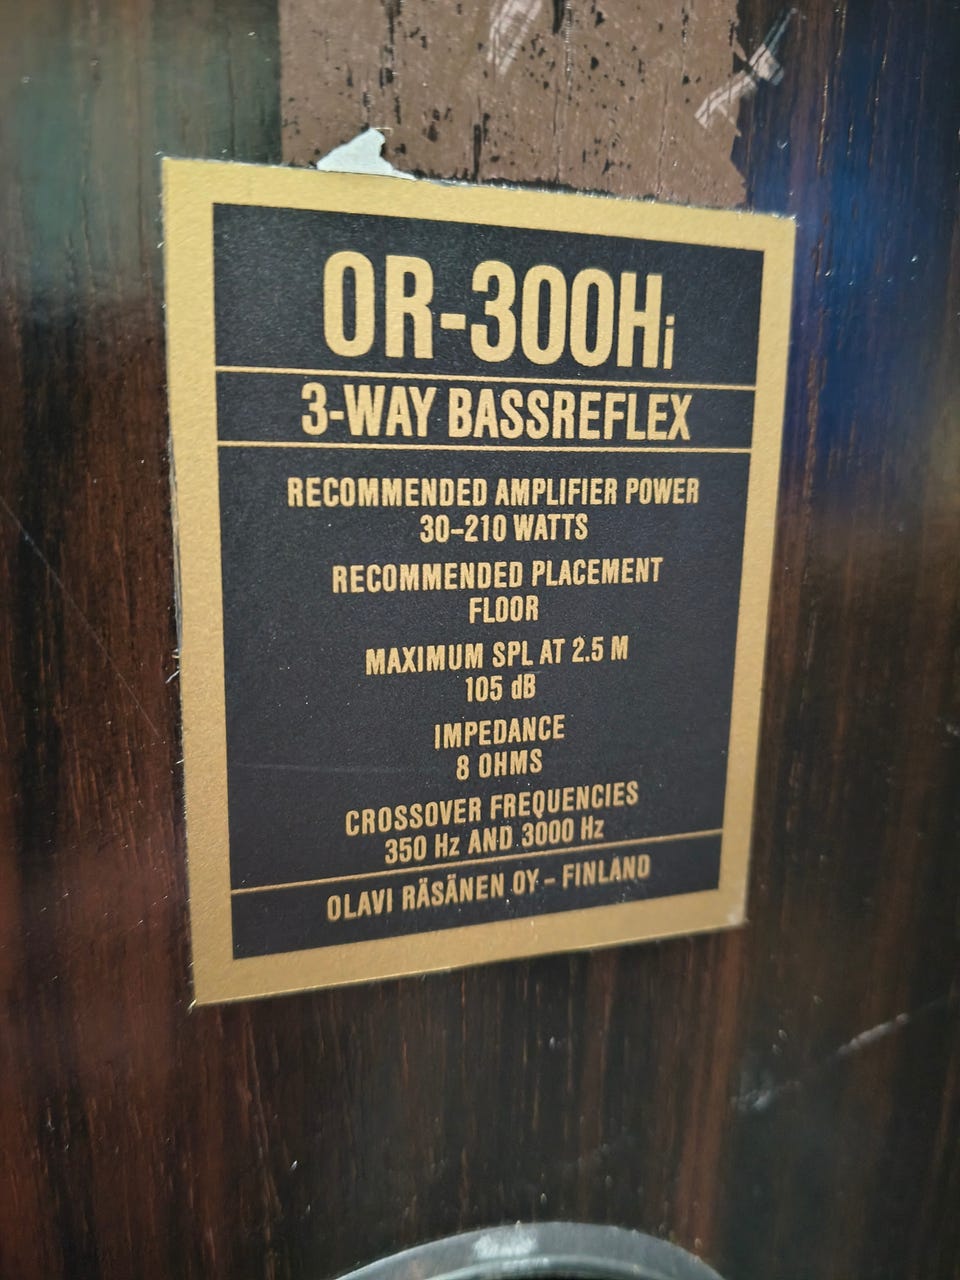 OR-300Hi
3-WAY BASSREFLEX
RECOMMENDED AMPLIFIER POWER
30-210 WATTS
RECOMMENDED PLACEMENT
FLOOR
MAXIMUM SPL AT 2.5 M
105 dB
IMPEDANCE
8 OHMS
CROSSOVER FREQUENCIES
350 Hz AND 3000 Hz
OLAVI RÄSÄNEN OY - FINLAND